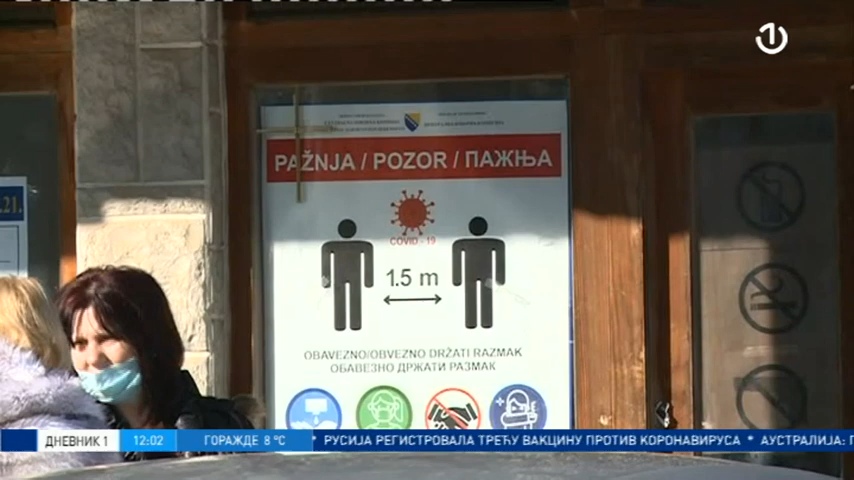 PAŽNJA / POZOR / ПАЖЊА
COVID - 19
1.5 m
OBAVEZNO/OBVEZNO DRŽATI RAZMAK
ОБАВЕЗНО ДРЖАТИ РАЗМАК
21.
ДНЕВНИК 1 12:02 ГОРАЖДЕ 8 °C * РУСИЈА РЕГИСТРОВАЛА ТРЕЋУ ВАКЦИНУ ПРОТИВ КОРОНАВИРУСА * АУСТРАЛИЈА: